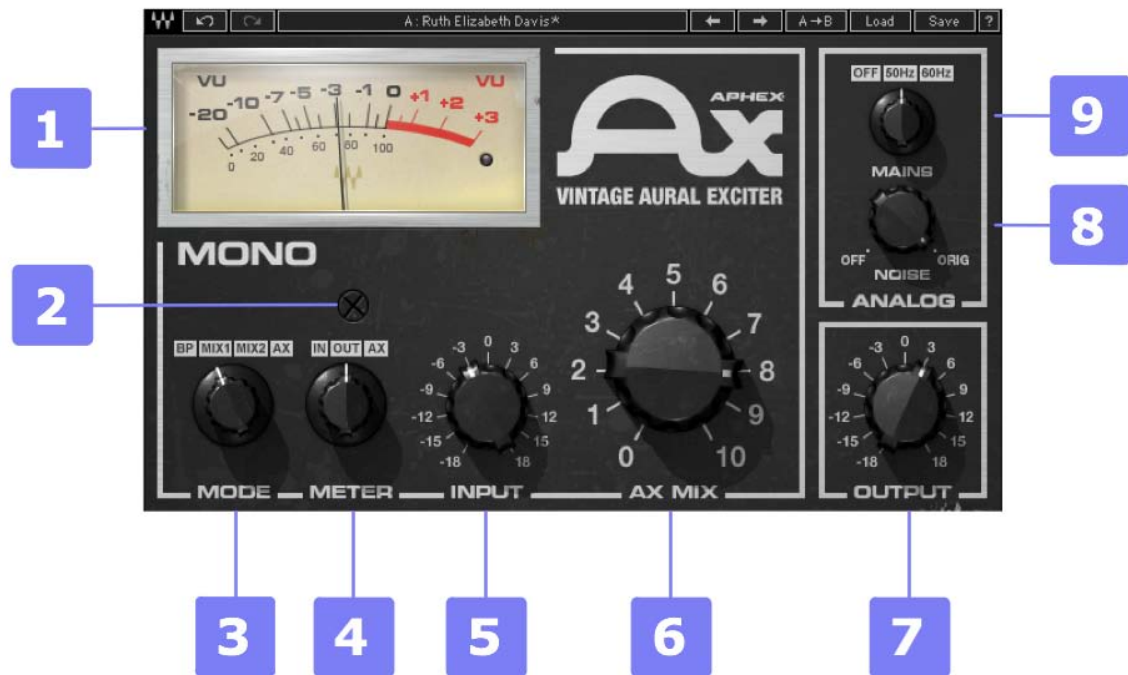 A: Ruth Elizabeth Davis* A→B Load Save ?
VU VU
-20 -10 -7 -5 -3 -1 0 +1 +2 +3
0 20 40 60 80 100
APHEX
Ax
VINTAGE AURAL EXCITER
OFF 50Hz 60Hz
MAINS
OFF ORIG
NOISE
ANALOG
MONO
BP MIX1 MIX2 AX
MODE
IN OUT AX
METER
-18 -15 -12 -9 -6 -3 0 3 6 9 12 15 18
INPUT
0 1 2 3 4 5 6 7 8 9 10
AX MIX
-18 -15 -12 -9 -6 -3 0 3 6 9 12 15 18
OUTPUT
1
2
3
4
5
6
7
8
9